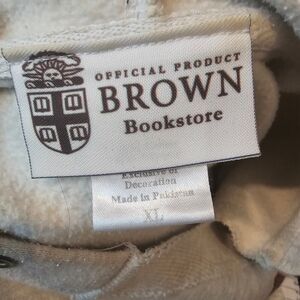 OFFICIAL PRODUCT
BROWN
Bookstore
Exclusive of
Decoration
Made in Pakistan
XL